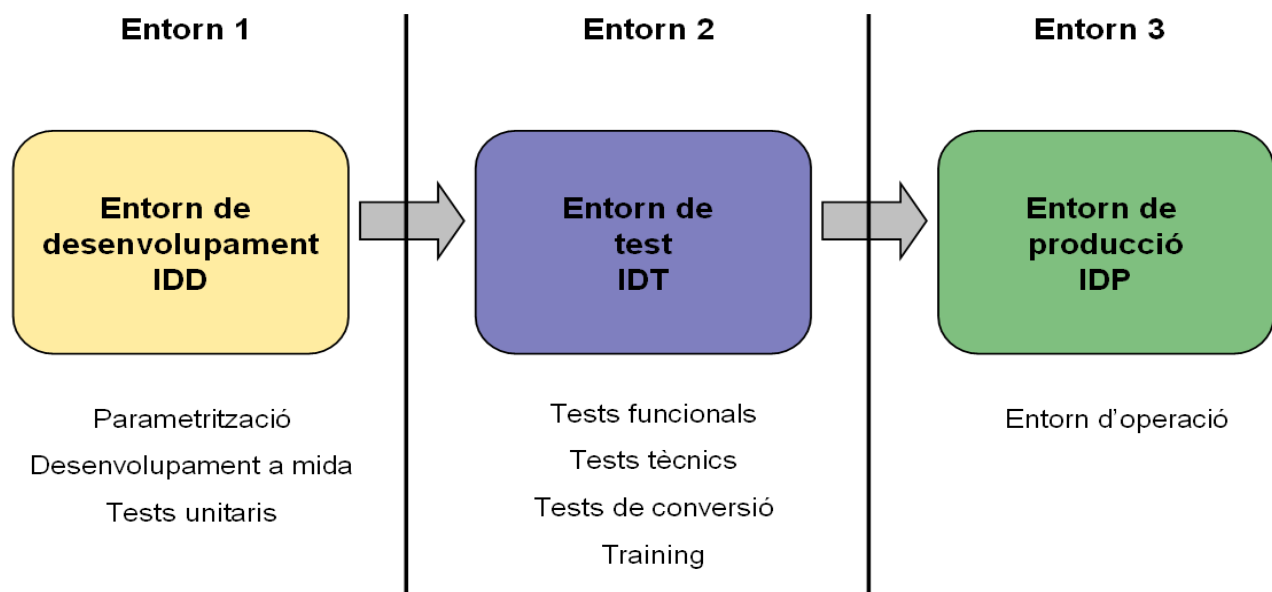 Entorn 1
Entorn 2
Entorn 3
Entorn de
desenvolupament
IDD
Entorn de
test
IDT
Entorn de
producció
IDP
Parametrització
Desenvolupament a mida
Tests unitaris
Tests funcionals
Tests tècnics
Tests de conversió
Training
Entorn d’operació